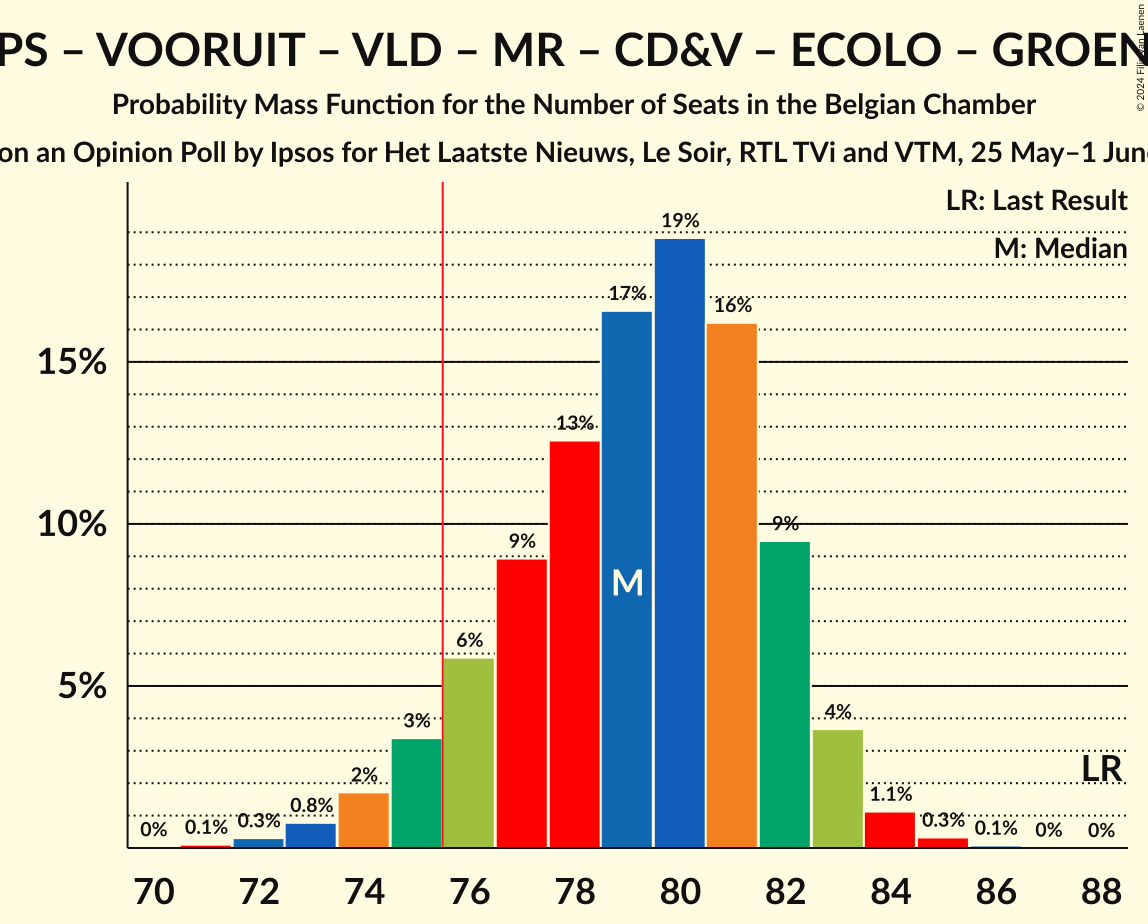 PS – VOORUIT – VLD – MR – CD&V – ECOLO – GROEN
Probability Mass Function for the Number of Seats in the Belgian Chamber
on an Opinion Poll by Ipsos for Het Laatste Nieuws, Le Soir, RTL TVi and VTM, 25 May–1 June
© 2024 Filip van Laenen
LR: Last Result
M: Median
19%
17%
16%
15%
13%
10%
9%
9%
M
6%
5%
4%
3%
LR
2%
1.1%
0.8%
0.3%
0.3%
0%
0.1%
0.1%
0%
0%
70 72 74 76 78 80 82 84 86 88